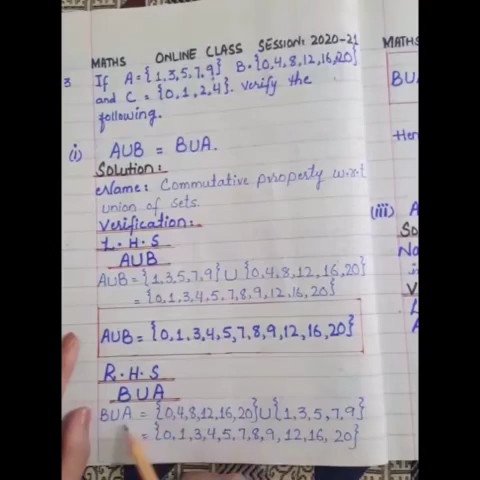 MATHS ONLINE CLASS SESSION: 2020-21
3 If A={1,3,5,7,9} B={0,4,8,12,16,20}
and C = {0,1,2,4}. Verify the
following.
(i) AUB = BUA.
Solution:
Name: Commutative property w.r.t
union of sets.
Verification:
L.H.S
AUB
AUB={1,3,5,7,9} U {0,4,8,12,16,20}
={0,1,3,4,5,7,8,9,12,16,20}
AUB={0,1,3,4,5,7,8,9,12,16,20}
R.H.S
BUA
BUA = {0,4,8,12,16,20}U{1,3,5,7,9}
={0,1,3,4,5,7,8,9,12,16,20}
MATHS
BU
Hen
(iii) A
So
No
i
V
L
A